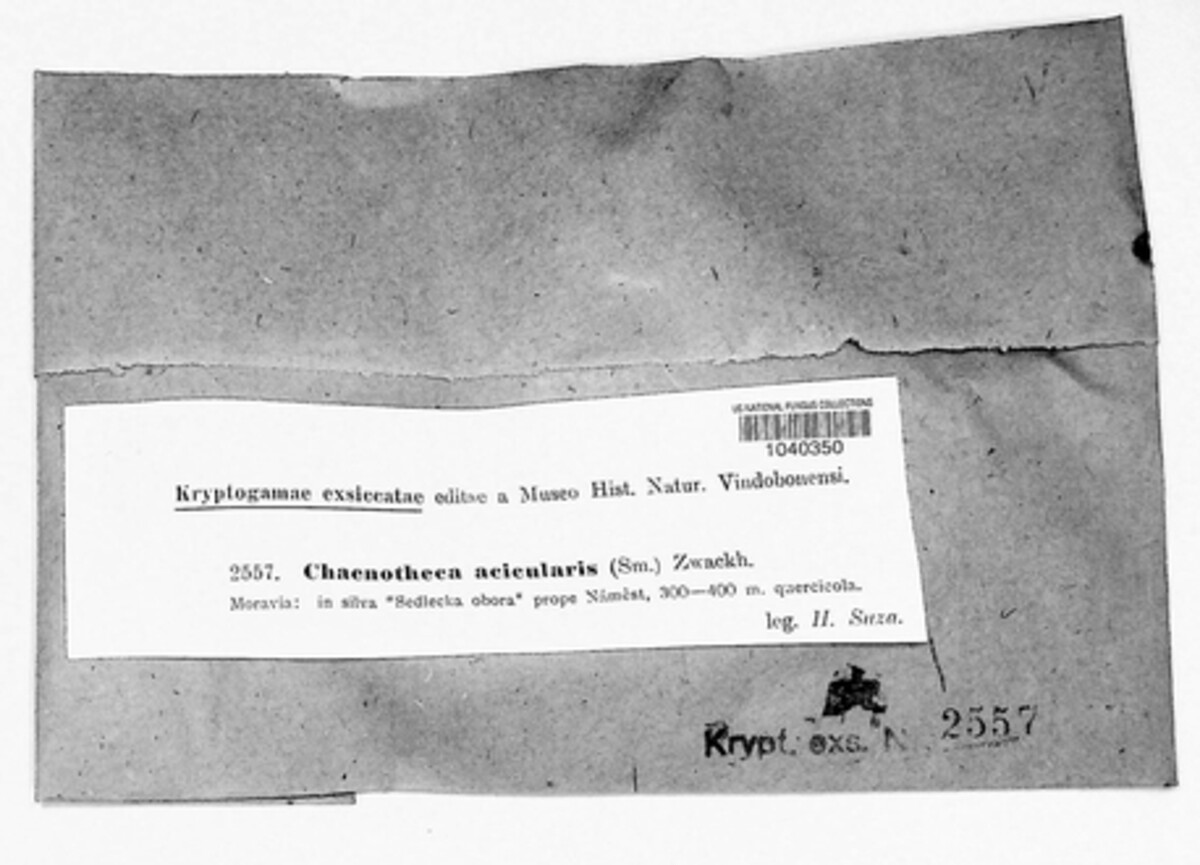 US NATIONAL FUNGUS COLLECTIONS
1040350
Kryptogamae exsiccatae editae a Museo Hist. Natur. Vindobonensi.
2557. Chaenotheca acicularis (Sm.) Zwackh.
Moravia: in silva "Sedlecka obora" prope Náměst, 300—400 m. quercicola.
leg. H. Suza.
Krypt. exs. N 2557